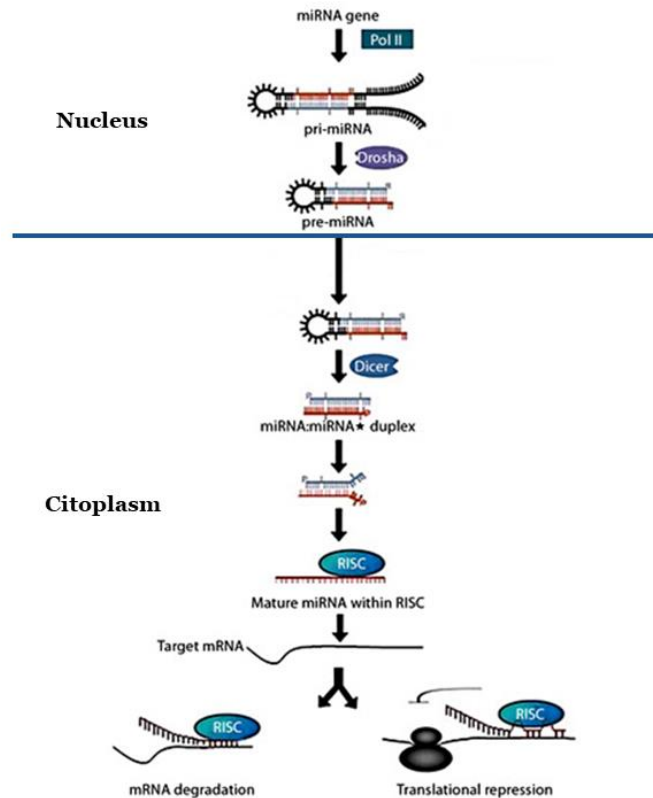 miRNA gene
Pol II
Nucleus
pri-miRNA
Drosha
pre-miRNA
Dicer
miRNA:miRNA★ duplex
Citoplasm
RISC
Mature miRNA within RISC
Target mRNA
RISC
RISC
mRNA degradation
Translational repression